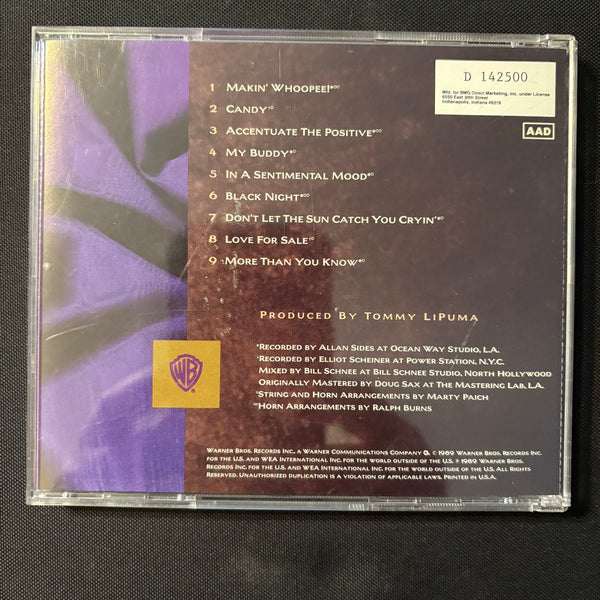 D 142500
Mfd. for BMG Direct Marketing, Inc. under License
6550 East 30th Street
Indianapolis, Indiana 46219
AAD
1 Makin' Whoopee!*°°
2 Candy†°
3 Accentuate The Positive*°°
4 My Buddy*°
5 In A Sentimental Mood*°
6 Black Night*°°
7 Don't Let The Sun Catch You Cryin'*°
8 Love For Sale†°
9 More Than You Know*°
Produced By Tommy LiPuma
*Recorded by Allan Sides at Ocean Way Studio, L.A.
†Recorded by Elliot Scheiner at Power Station, N.Y.C.
Mixed by Bill Schnee at Bill Schnee Studio, North Hollywood
Originally Mastered by Doug Sax at The Mastering Lab, L.A.
°String and Horn Arrangements by Marty Paich
°°Horn Arrangements by Ralph Burns
WB
Warner Bros. Records Inc., a Warner Communications Company. © 1989 Warner Bros. Records Inc.
for the U.S. and WEA International Inc. for the world outside of the U.S. ℗ 1989 Warner Bros.
Records Inc. for the U.S. and WEA International Inc. for the world outside of the U.S. All Rights
Reserved. Unauthorized duplication is a violation of applicable laws. Printed in U.S.A.